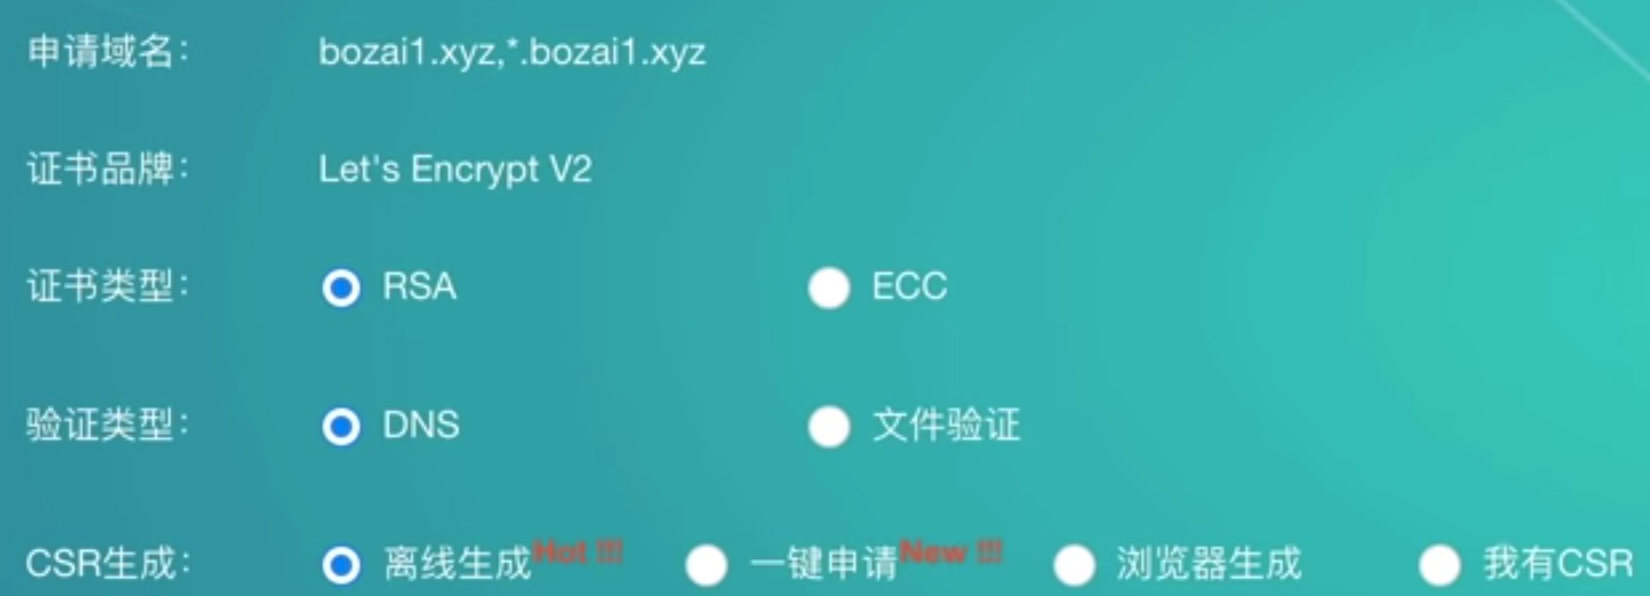 申请域名: bozai1.xyz,*.bozai1.xyz
证书品牌: Let's Encrypt V2
证书类型: RSA ECC
验证类型: DNS 文件验证
CSR生成: 离线生成Hot !!! 一键申请New !!! 浏览器生成 我有CSR